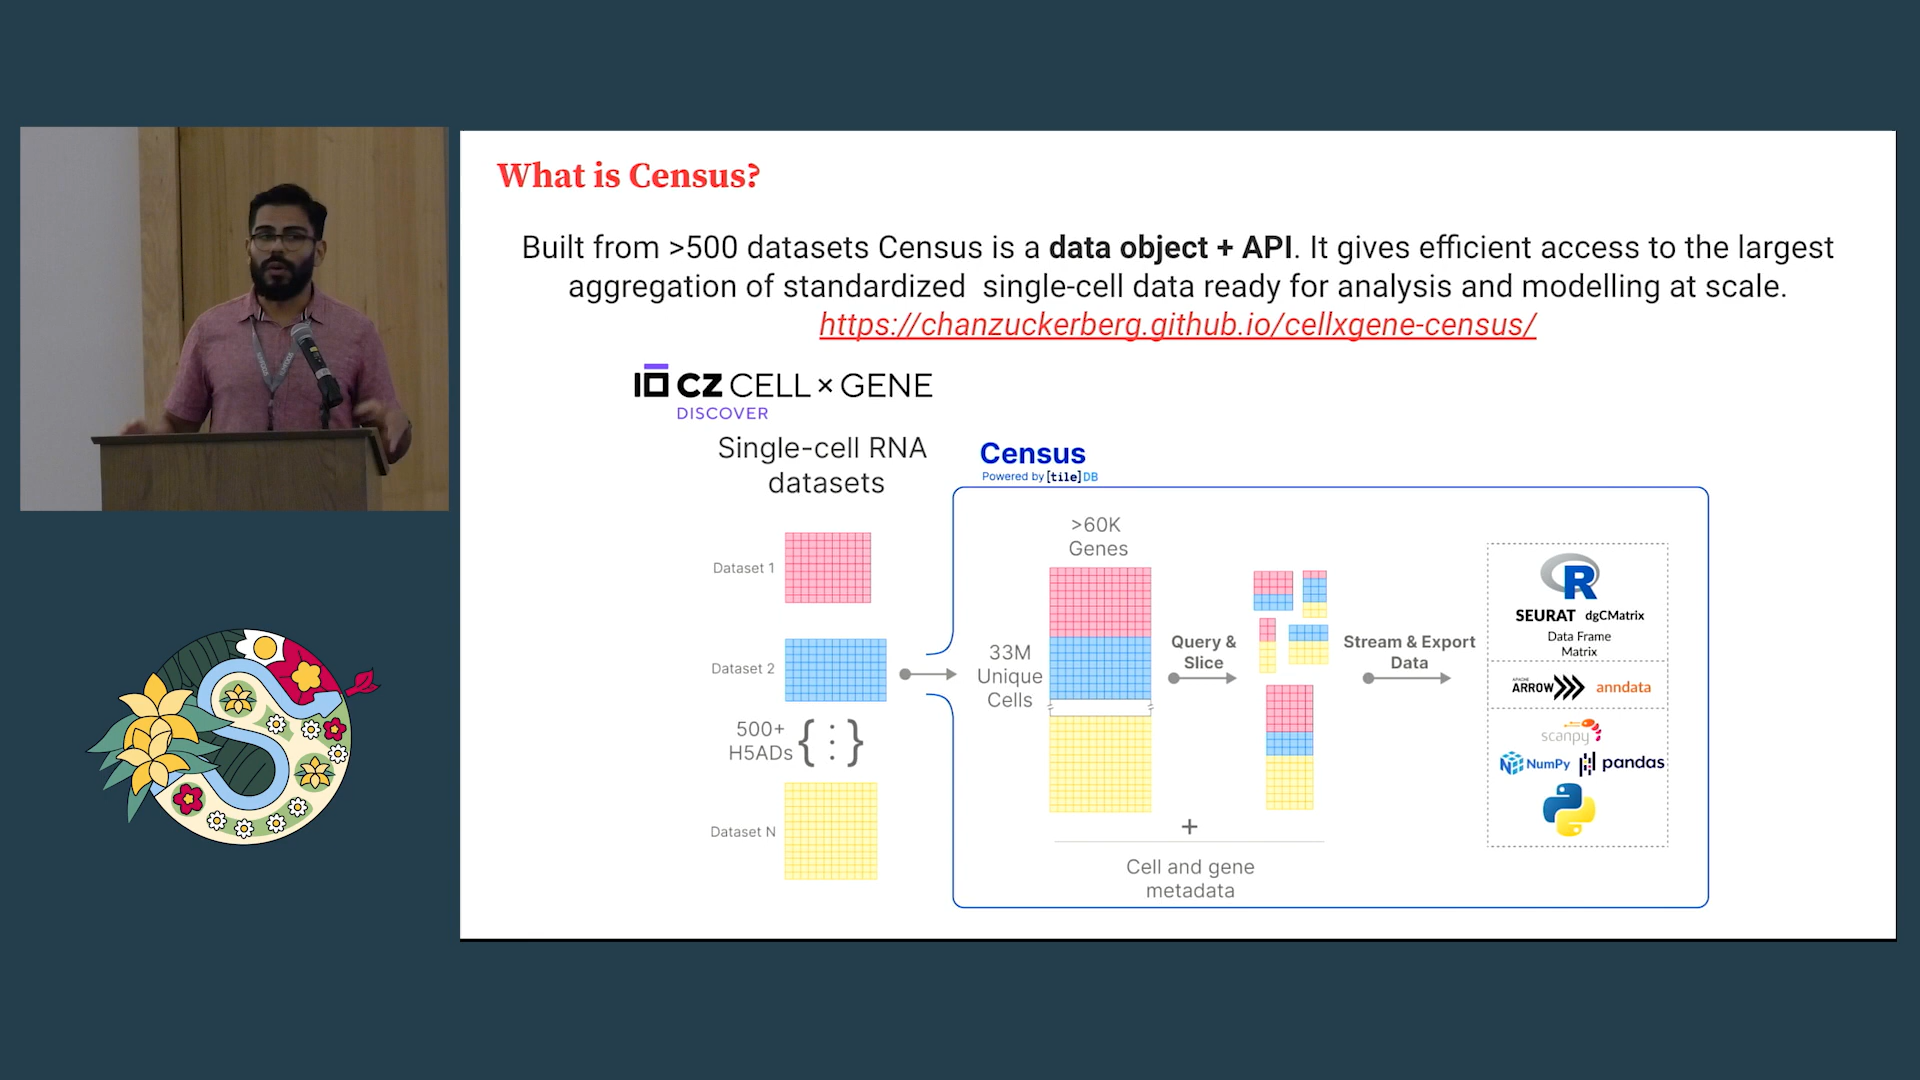 What is Census?
Built from >500 datasets Census is a data object + API. It gives efficient access to the largest
aggregation of standardized single-cell data ready for analysis and modelling at scale.
https://chanzuckerberg.github.io/cellxgene-census/
CZ CELL × GENE
DISCOVER
Single-cell RNA
datasets
Census
Powered by [tile]DB
Dataset 1
Dataset 2
500+
H5ADs { : }
Dataset N
>60K
Genes
33M
Unique
Cells
Query &
Slice
Stream & Export
Data
+
Cell and gene
metadata
R
SEURAT dgCMatrix
Data Frame
Matrix
APACHE
ARROW anndata
scanpy
NumPy pandas